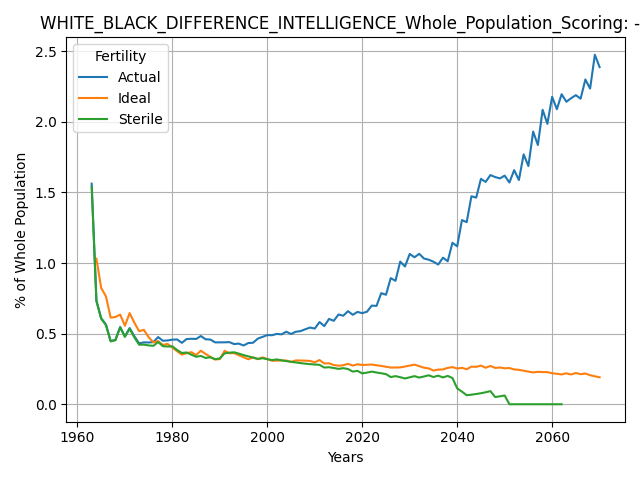 WHITE_BLACK_DIFFERENCE_INTELLIGENCE_Whole_Population_Scoring: -
Fertility
Actual
Ideal
Sterile
% of Whole Population
2.5
2.0
1.5
1.0
0.5
0.0
1960 1980 2000 2020 2040 2060
Years